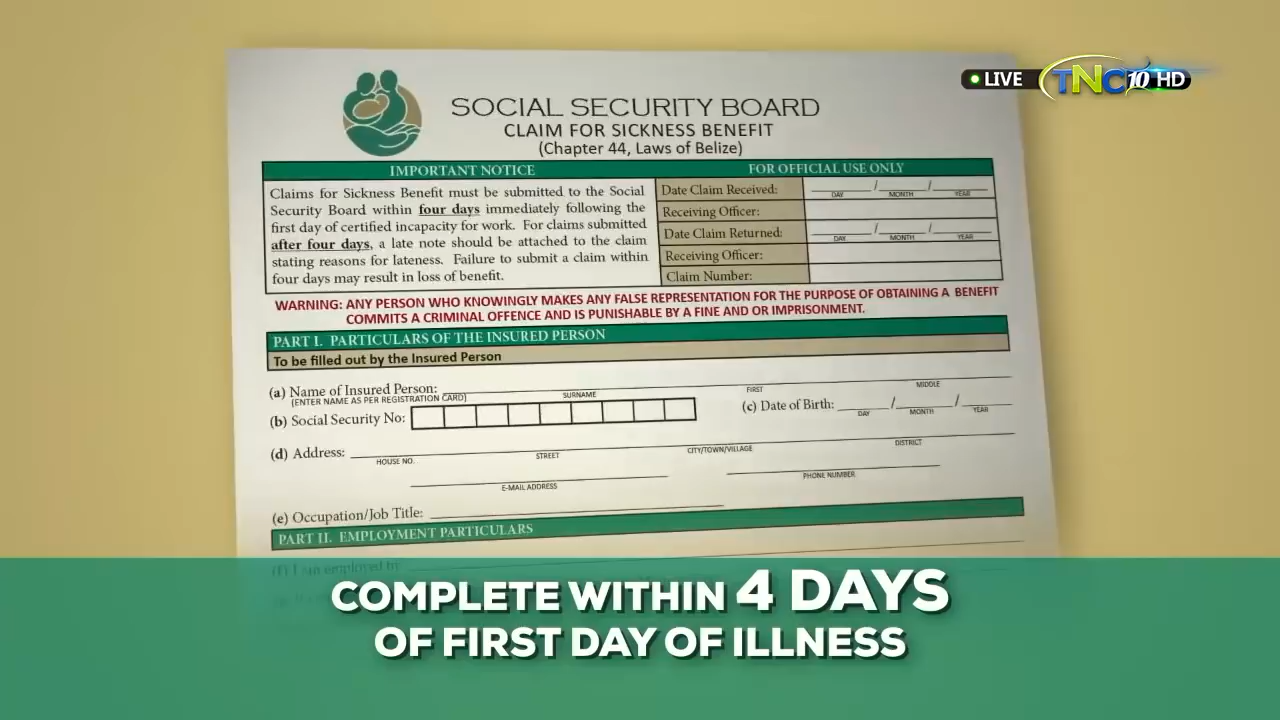 LIVE TNC 10 HD
SOCIAL SECURITY BOARD
CLAIM FOR SICKNESS BENEFIT
(Chapter 44, Laws of Belize)
IMPORTANT NOTICE
Claims for Sickness Benefit must be submitted to the Social
Security Board within four days immediately following the
first day of certified incapacity for work. For claims submitted
after four days, a late note should be attached to the claim
stating reasons for lateness. Failure to submit a claim within
four days may result in loss of benefit.
FOR OFFICIAL USE ONLY
Date Claim Received: / /
DAY MONTH YEAR
Receiving Officer:
Date Claim Returned: / /
DAY MONTH YEAR
Receiving Officer:
Claim Number:
WARNING: ANY PERSON WHO KNOWINGLY MAKES ANY FALSE REPRESENTATION FOR THE PURPOSE OF OBTAINING A BENEFIT
COMMITS A CRIMINAL OFFENCE AND IS PUNISHABLE BY A FINE AND OR IMPRISONMENT.
PART I. PARTICULARS OF THE INSURED PERSON
To be filled out by the Insured Person
(a) Name of Insured Person:
(ENTER NAME AS PER REGISTRATION CARD) SURNAME FIRST MIDDLE
(b) Social Security No: (c) Date of Birth: / /
DAY MONTH YEAR
(d) Address:
HOUSE NO. STREET CITY/TOWN/VILLAGE DISTRICT
E-MAIL ADDRESS PHONE NUMBER
(e) Occupation/Job Title:
PART II. EMPLOYMENT PARTICULARS
(f) I am employed by
COMPLETE WITHIN 4 DAYS
OF FIRST DAY OF ILLNESS